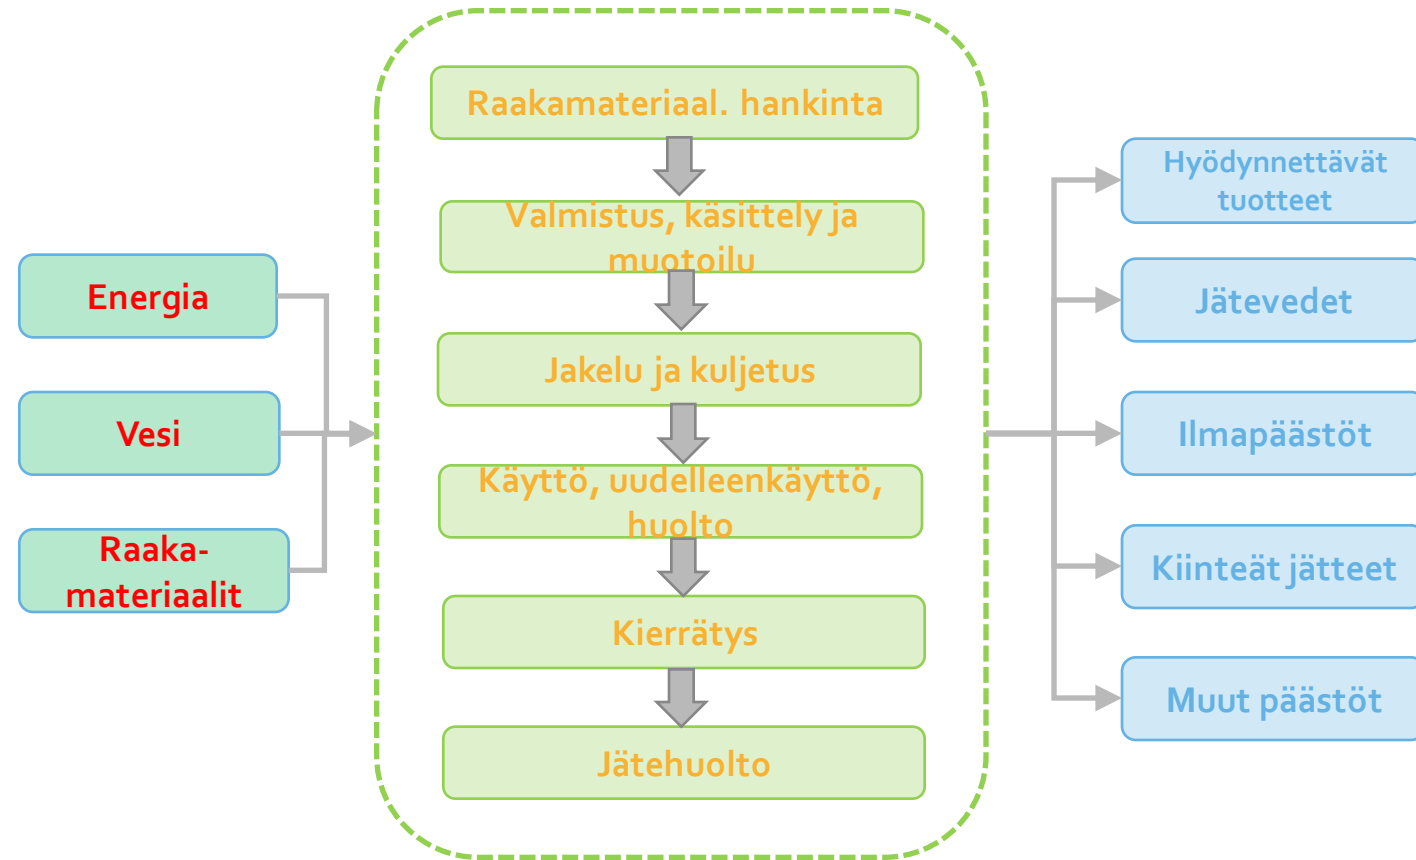 Energia
Vesi
Raaka-
materiaalit
Raakamateriaal. hankinta
Valmistus, käsittely ja
muotoilu
Jakelu ja kuljetus
Käyttö, uudelleenkäyttö,
huolto
Kierrätys
Jätehuolto
Hyödynnettävät
tuotteet
Jätevedet
Ilmapäästöt
Kiinteät jätteet
Muut päästöt